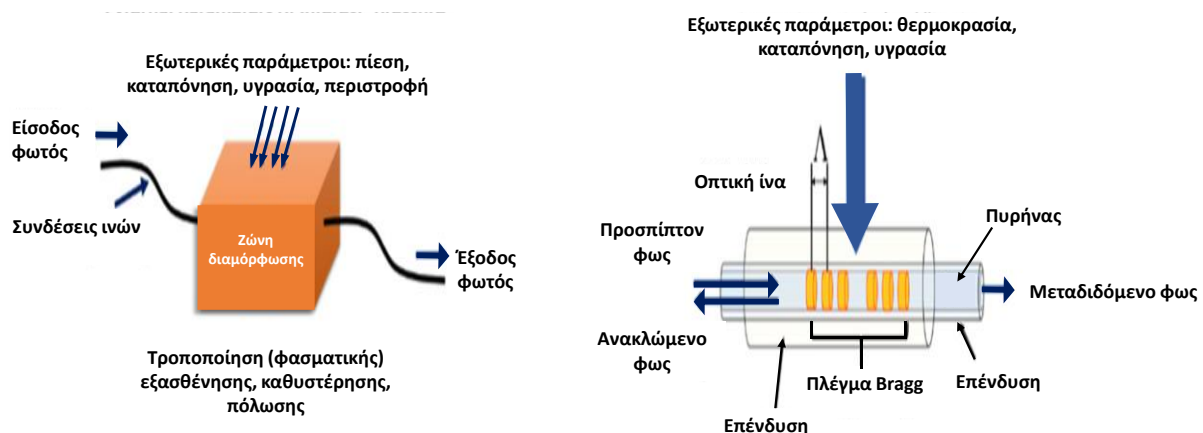 Εξωτερικές παράμετροι: πίεση,
καταπόνηση, υγρασία, περιστροφή
Είσοδος
φωτός
Συνδέσεις ινών
Ζώνη
διαμόρφωσης
Έξοδος
φωτός
Τροποποίηση (φασματικής)
εξασθένησης, καθυστέρησης,
πόλωσης
Εξωτερικές παράμετροι: θερμοκρασία,
καταπόνηση, υγρασία
Οπτική ίνα
Προσπίπτον
φως
Πυρήνας
Μεταδιδόμενο φως
Ανακλώμενο
φως
Πλέγμα Bragg
Επένδυση
Επένδυση